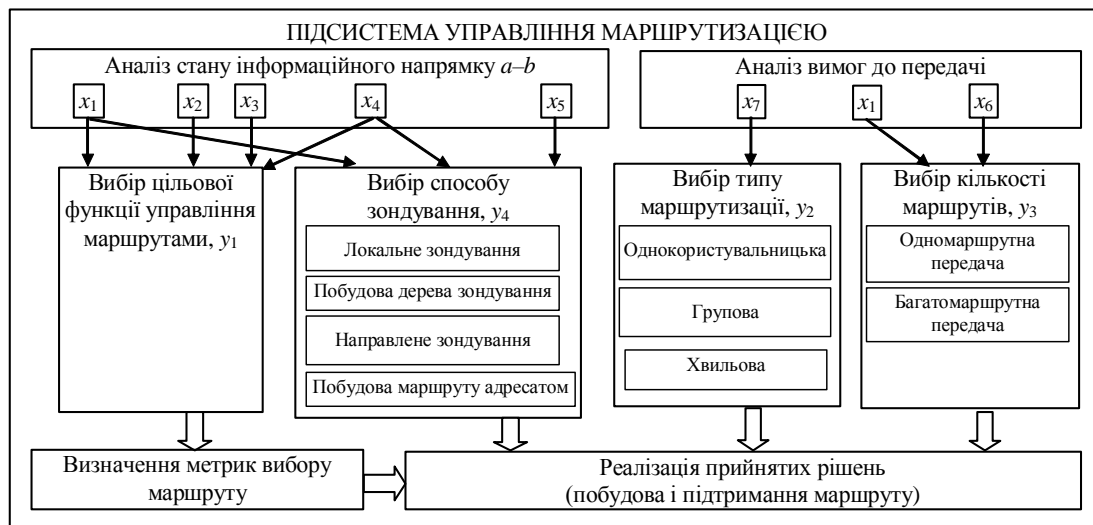 ПІДСИСТЕМА УПРАВЛІННЯ МАРШРУТИЗАЦІЄЮ
Аналіз стану інформаційного напрямку a–b
x1 x2 x3 x4 x5
Аналіз вимог до передачі
x7 x1 x6
Вибір цільової
функції управління
маршрутами, y1
Вибір способу
зондування, y4
Локальне зондування
Побудова дерева зондування
Направлене зондування
Побудова маршруту адресатом
Вибір типу
маршрутизації, y2
Однокористувальницька
Групова
Хвильова
Вибір кількості
маршрутів, y3
Одномаршрутна
передача
Багатомаршрутна
передача
Визначення метрик вибору
маршруту
Реалізація прийнятих рішень
(побудова і підтримання маршруту)